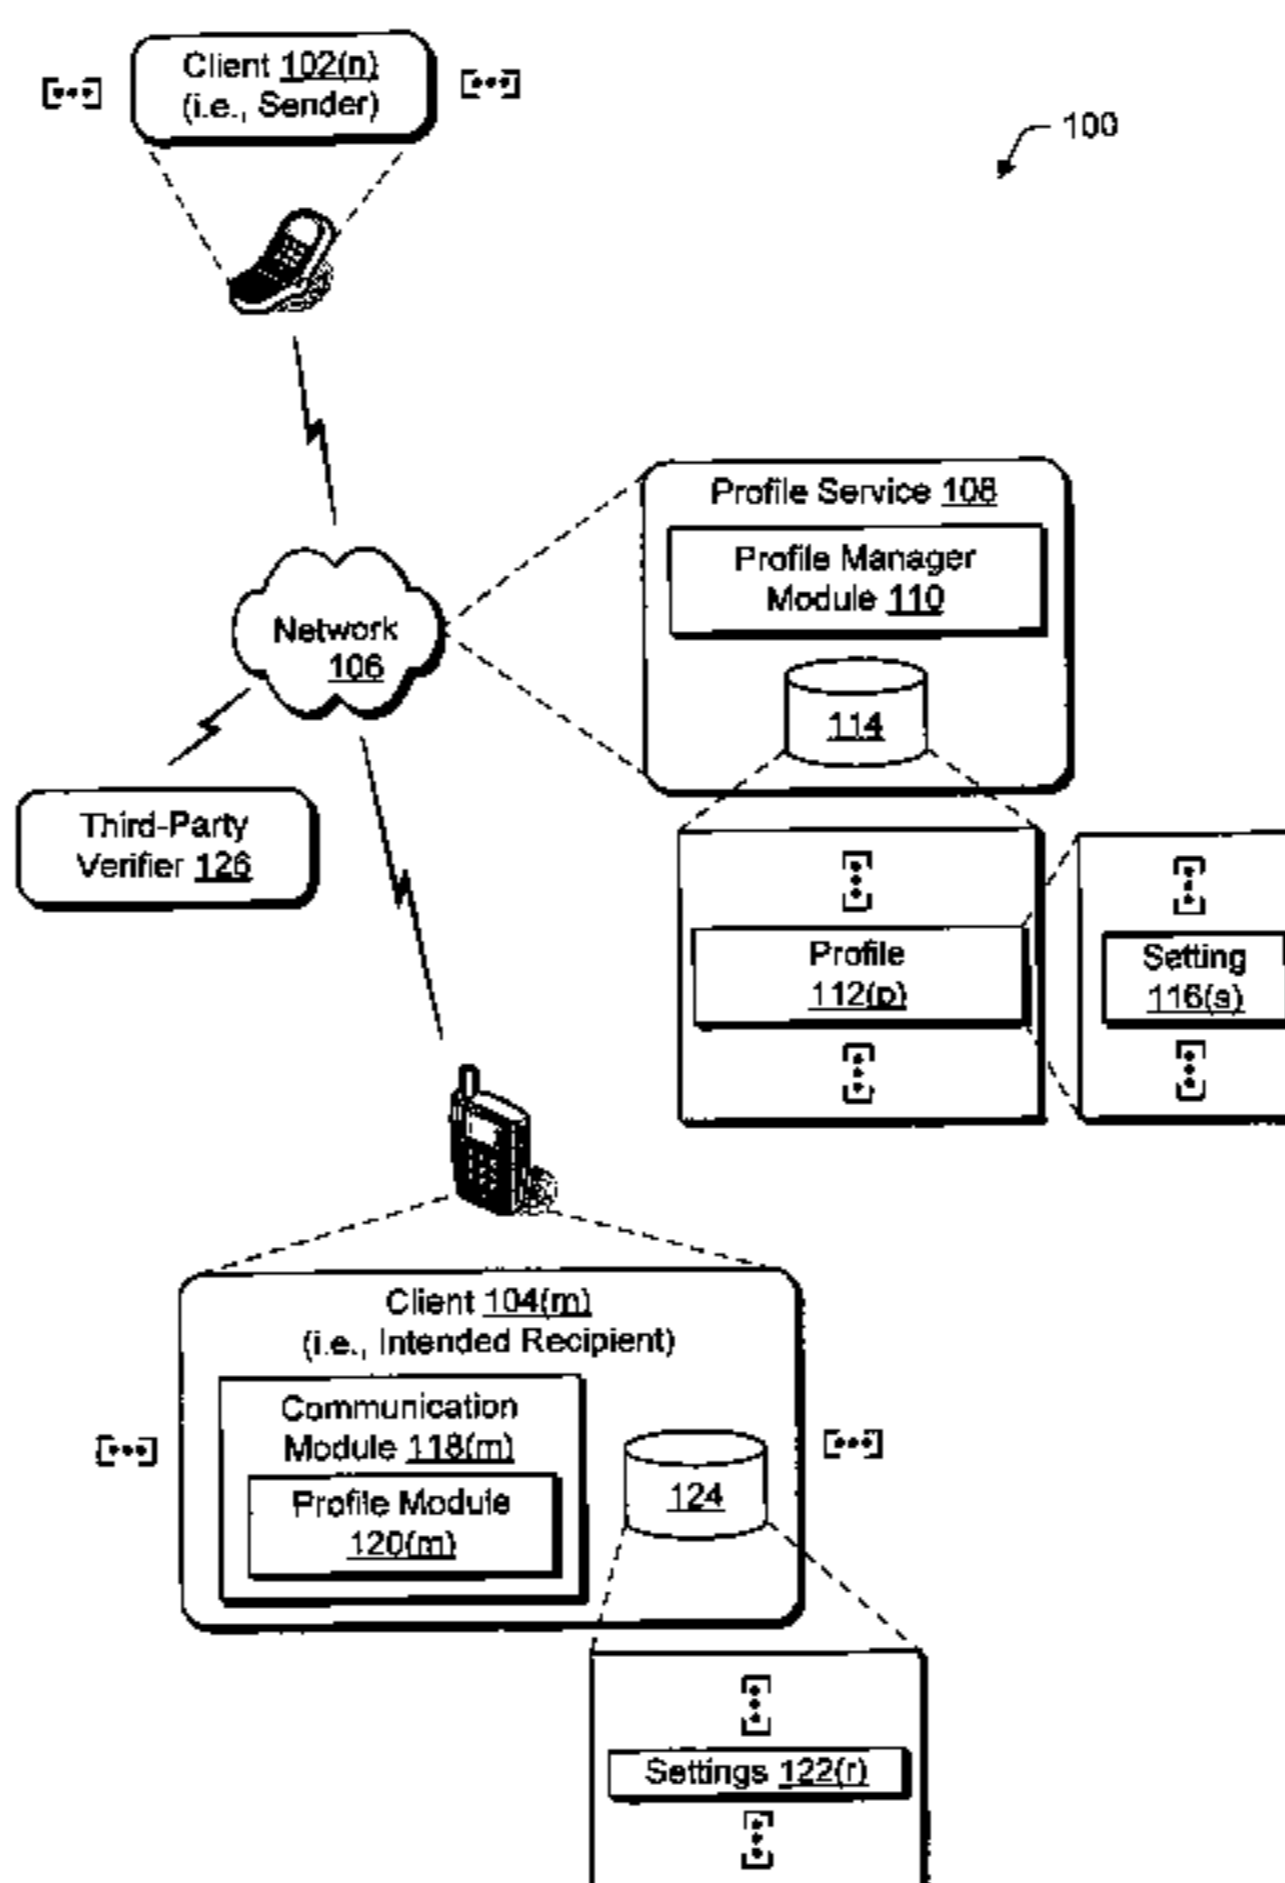 Client 102(n)
(i.e., Sender)
100
Profile Service 108
Profile Manager
Module 110
Network
106
114
Third-Party
Verifier 126
Profile
112(p)
Setting
116(s)
Client 104(m)
(i.e., Intended Recipient)
Communication
Module 118(m)
Profile Module
120(m)
124
Settings 122(r)